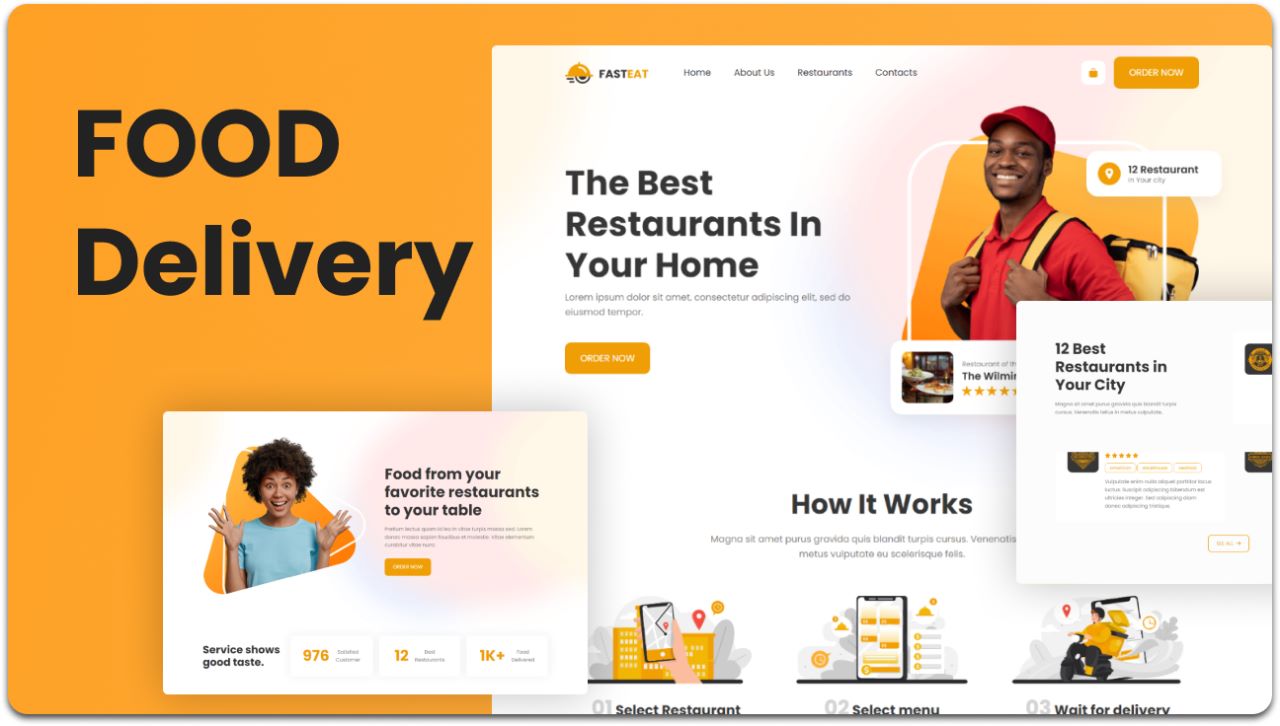 FOOD
Delivery
FASTEAT
Home
About Us
Restaurants
Contacts
ORDER NOW
The Best
Restaurants In
Your Home
Lorem ipsum dolor sit amet, consectetur adipiscing elit, sed do
eiusmod tempor.
ORDER NOW
12 Restaurant
in Your city
Restaurant of th
The Wilmin
12 Best
Restaurants in
Your City
Magna sit amet purus gravida quis blandit turpis
cursus. Venenatis tellus in metus vulputate.
American
Steakhouse
Seafood
Vulputate enim nulla aliquet porttitor lacus
luctus. Suscipit adipiscing bibendum est
ultricies integer. Sed adipiscing diam
donec adipiscing tristique.
SEE ALL
Food from your
favorite restaurants
to your table
Pretium lectus quam id leo in vitae turpis massa sed. Lorem
donec massa sapien faucibus et molestie. Vitae elementum
curabitur vitae nunc.
ORDER NOW
Service shows
good taste.
976
Satisfied
Customer
12
Best
Restaurants
1K+
Food
Delivered
How It Works
Magna sit amet purus gravida quis blandit turpis cursus. Venenatis
metus vulputate eu scelerisque felis.
01 Select Restaurant
02 Select menu
03 Wait for delivery